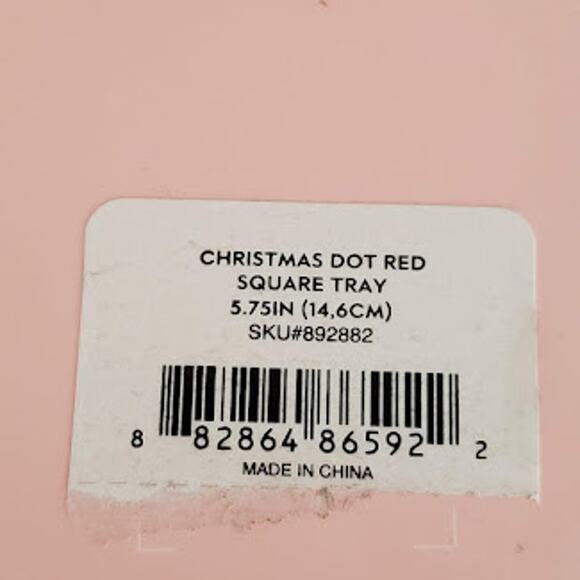 CHRISTMAS DOT RED
SQUARE TRAY
5.75IN (14,6CM)
SKU#892882
8 82864 86592 2
MADE IN CHINA